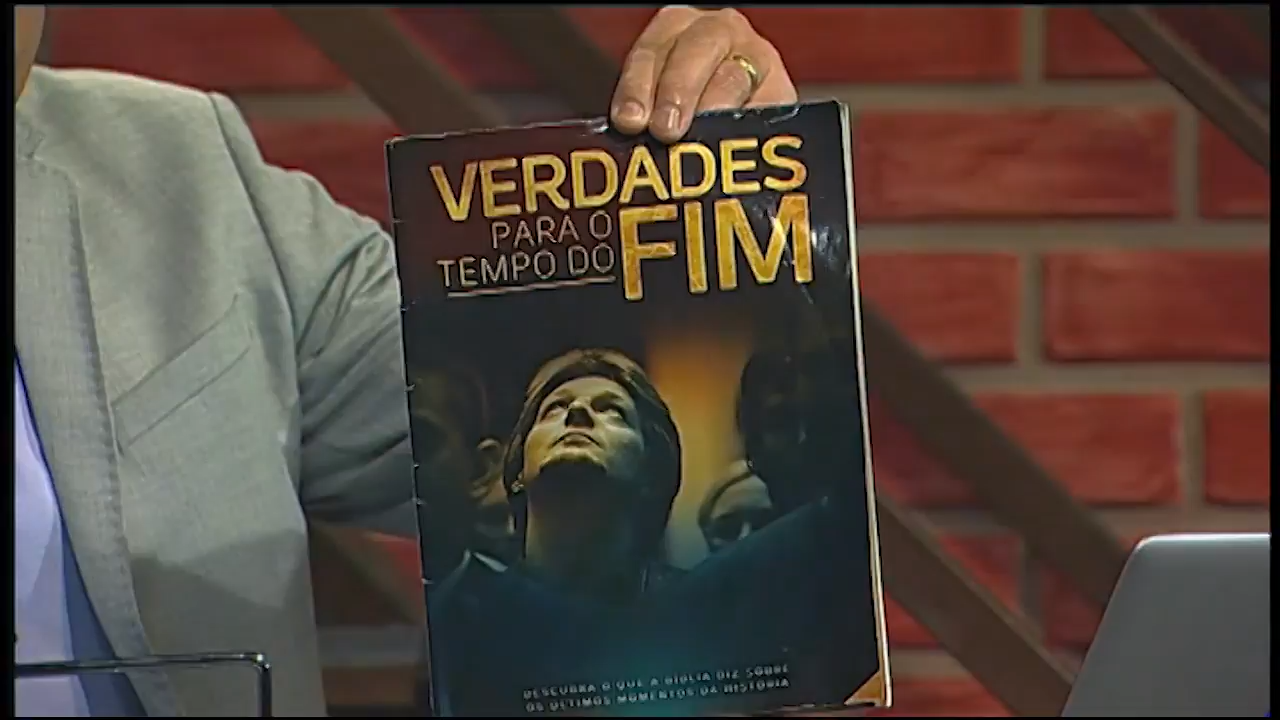 VERDADES
PARA O
TEMPO DO FIM
DESCUBRA O QUE A BÍBLIA DIZ SOBRE
OS ÚLTIMOS MOMENTOS DA HISTÓRIA